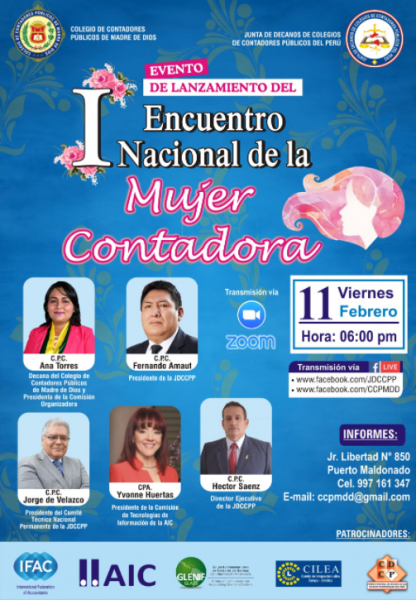 COLEGIO DE CONTADORES
PÚBLICOS DE MADRE DE DIOS
JUNTA DE DECANOS DE COLEGIOS
DE CONTADORES PÚBLICOS DEL PERÚ
EVENTO
DE LANZAMIENTO DEL
I Encuentro
Nacional de la
Mujer
Contadora
C.P.C.
Ana Torres
Decana del Colegio de
Contadores Públicos
de Madre de Dios y
Presidenta de la Comisión
Organizadora
C.P.C.
Fernando Amaut
Presidente de la JDCCPP
Transmisión vía
zoom
11 Viernes
Febrero
Hora: 06:00 pm
Transmisión vía f LIVE
• www.facebook.com/JDCCPP
• www.facebook.com/CCPMDD
C.P.C.
Jorge de Velazco
Presidente del Comité
Técnico Nacional
Permanente de la JDCCPP
CPA.
Yvonne Huertas
Presidente de la Comisión
de Tecnologías de
Información de la AIC
C.P.C.
Hector Saenz
Director Ejecutivo
de la JDCCPP
INFORMES:
Jr. Libertad N° 850
Puerto Maldonado
Cel. 997 161 347
E-mail: ccpmdd@gmail.com
PATROCINADORES:
IFAC
International Federation
of Accountants
AIC
GLENIF
CILEA
CDCP